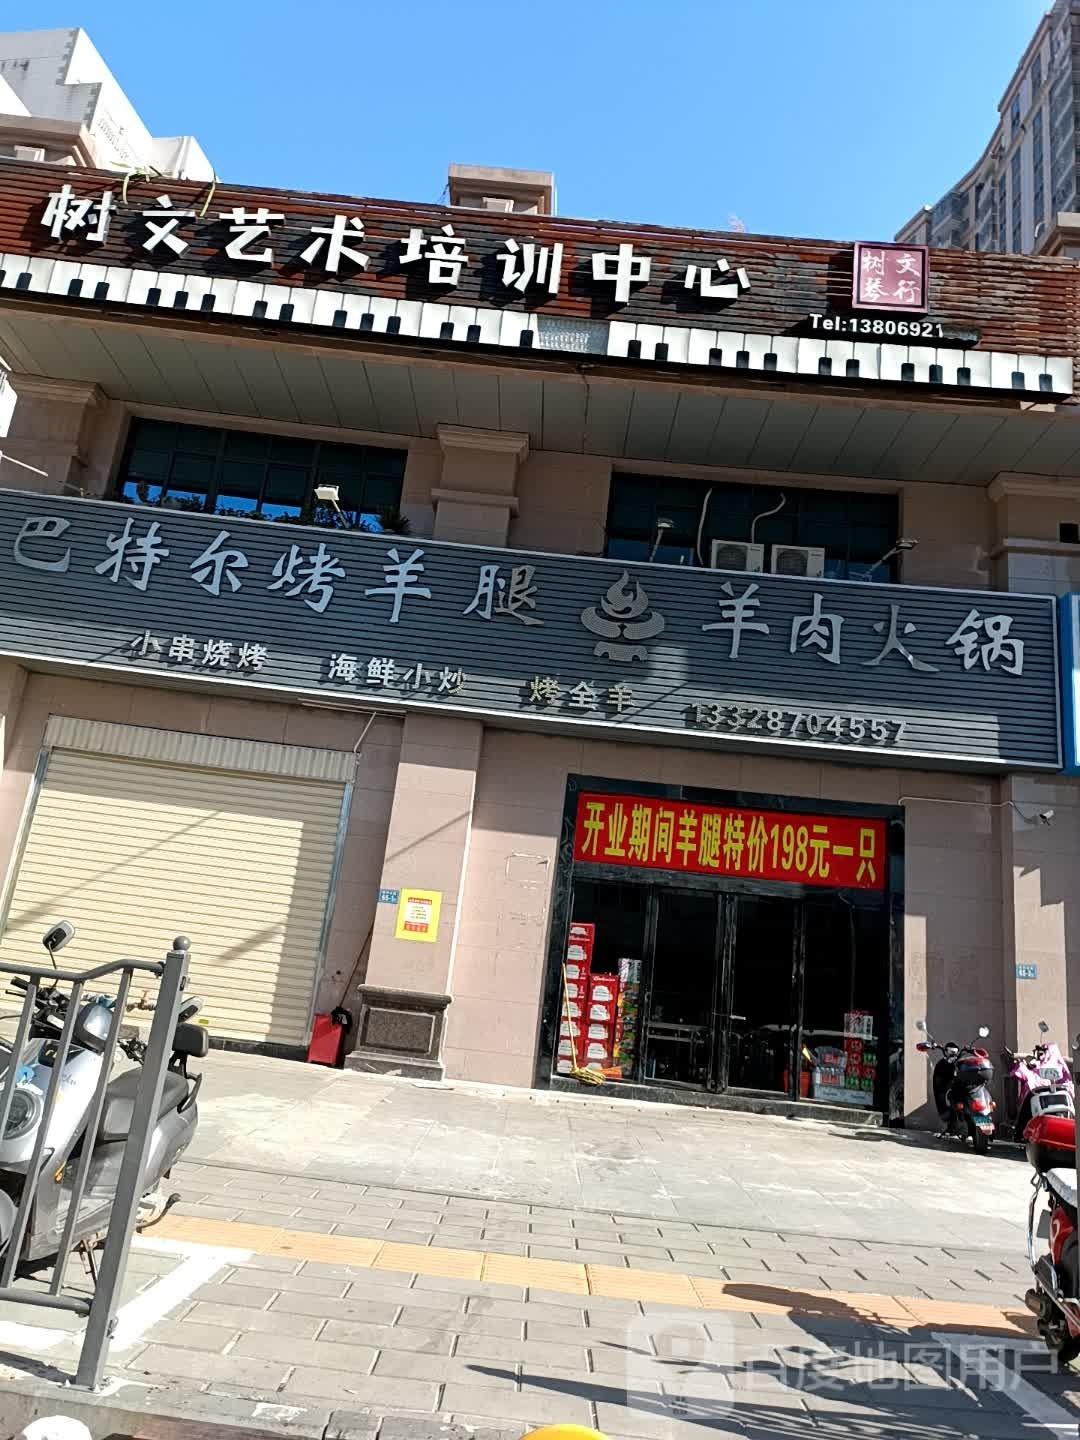 树文艺术培训中心
树文
琴行
Tel:13806921
巴特尔烤羊腿 羊肉火锅
小串烧烤 海鲜小炒 烤全羊 13328704557
开业期间羊腿特价198元一只
百度地图用户